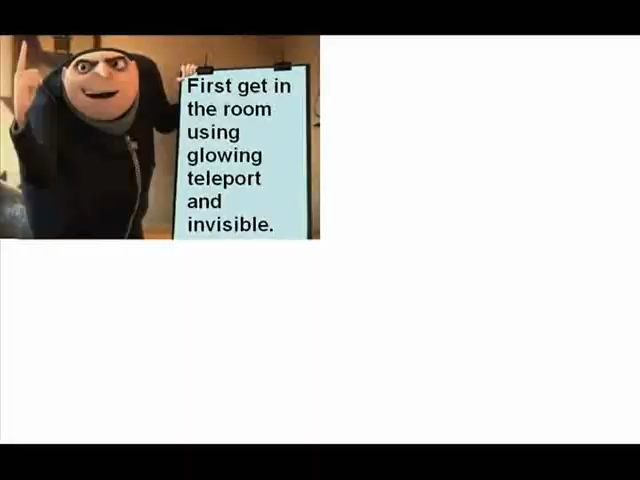 First get in
the room
using
glowing
teleport
and
invisible.